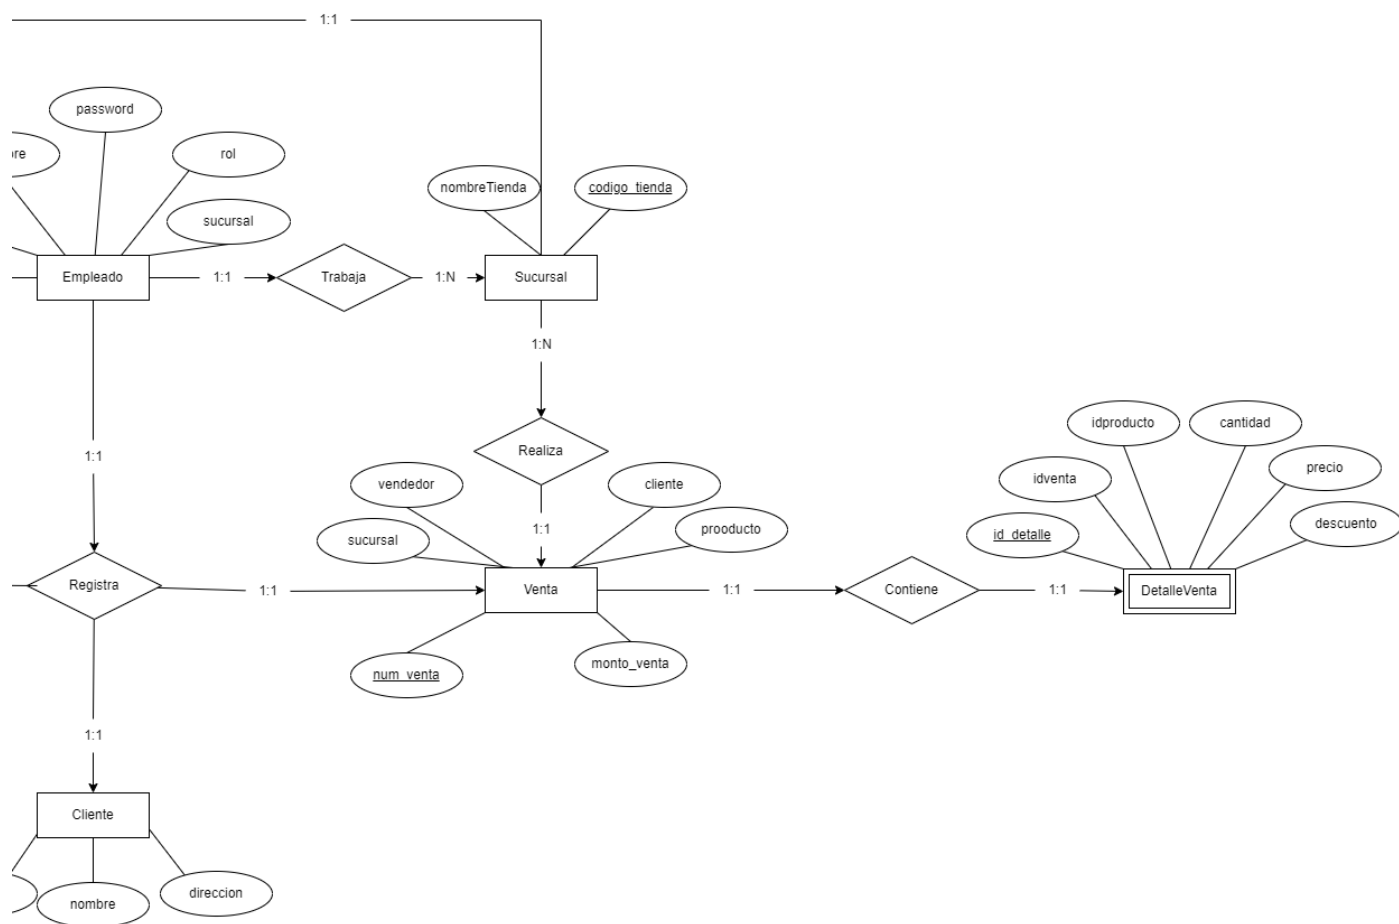 1:1
password
bre
rol
nombreTienda
codigo_tienda
sucursal
Empleado
1:1
Trabaja
1:N
Sucursal
1:N
idproducto
cantidad
Realiza
1:1
vendedor
cliente
idventa
precio
sucursal
prooducto
1:1
id_detalle
descuento
Registra
1:1
Venta
1:1
Contiene
1:1
DetalleVenta
num_venta
monto_venta
1:1
Cliente
nombre
direccion